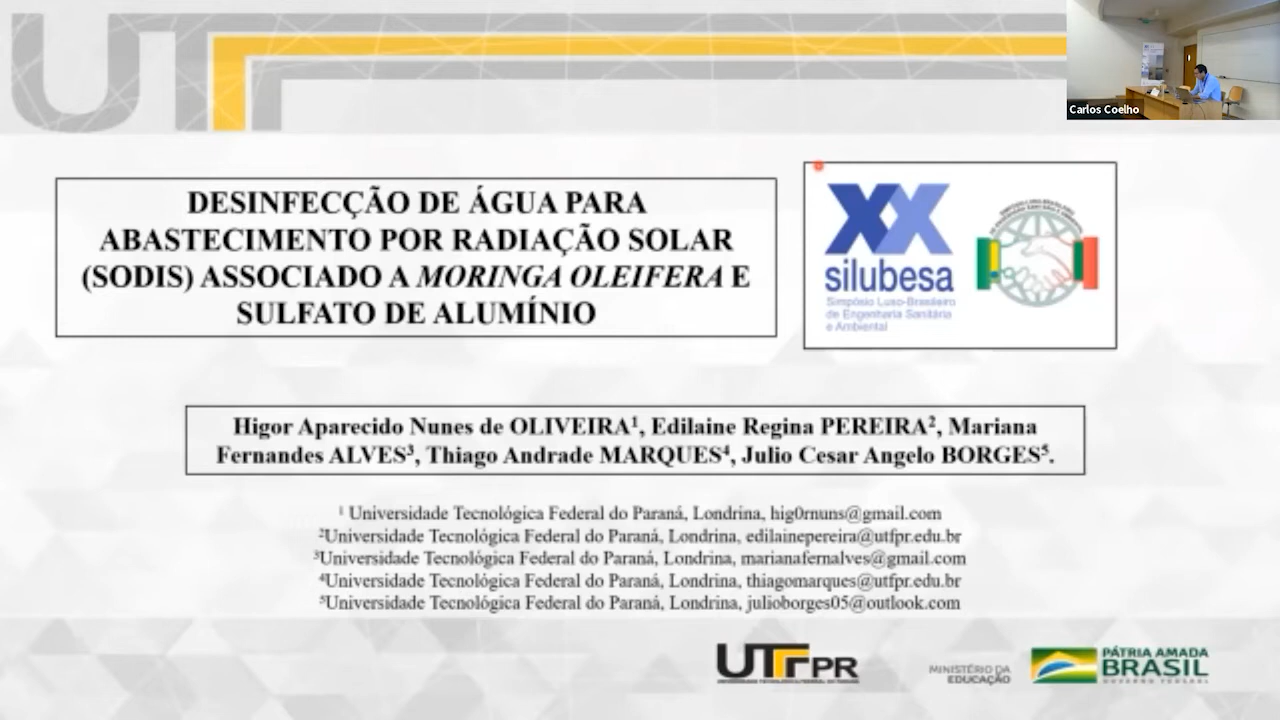 UTF
Carlos Coelho
DESINFECÇÃO DE ÁGUA PARA
ABASTECIMENTO POR RADIAÇÃO SOLAR
(SODIS) ASSOCIADO A MORINGA OLEIFERA E
SULFATO DE ALUMÍNIO
XX
silubesa
Simpósio Luso-Brasileiro
de Engenharia Sanitária
e Ambiental
Higor Aparecido Nunes de OLIVEIRA¹, Edilaine Regina PEREIRA², Mariana
Fernandes ALVES³, Thiago Andrade MARQUES⁴, Julio Cesar Angelo BORGES⁵.
¹ Universidade Tecnológica Federal do Paraná, Londrina, hig0rnuns@gmail.com
²Universidade Tecnológica Federal do Paraná, Londrina, edilainepereira@utfpr.edu.br
³Universidade Tecnológica Federal do Paraná, Londrina, marianafernalves@gmail.com
⁴Universidade Tecnológica Federal do Paraná, Londrina, thiagomarques@utfpr.edu.br
⁵Universidade Tecnológica Federal do Paraná, Londrina, julioborges05@outlook.com
UTFPR
MINISTÉRIO DA
EDUCAÇÃO
PÁTRIA AMADA
BRASIL
GOVERNO FEDERAL